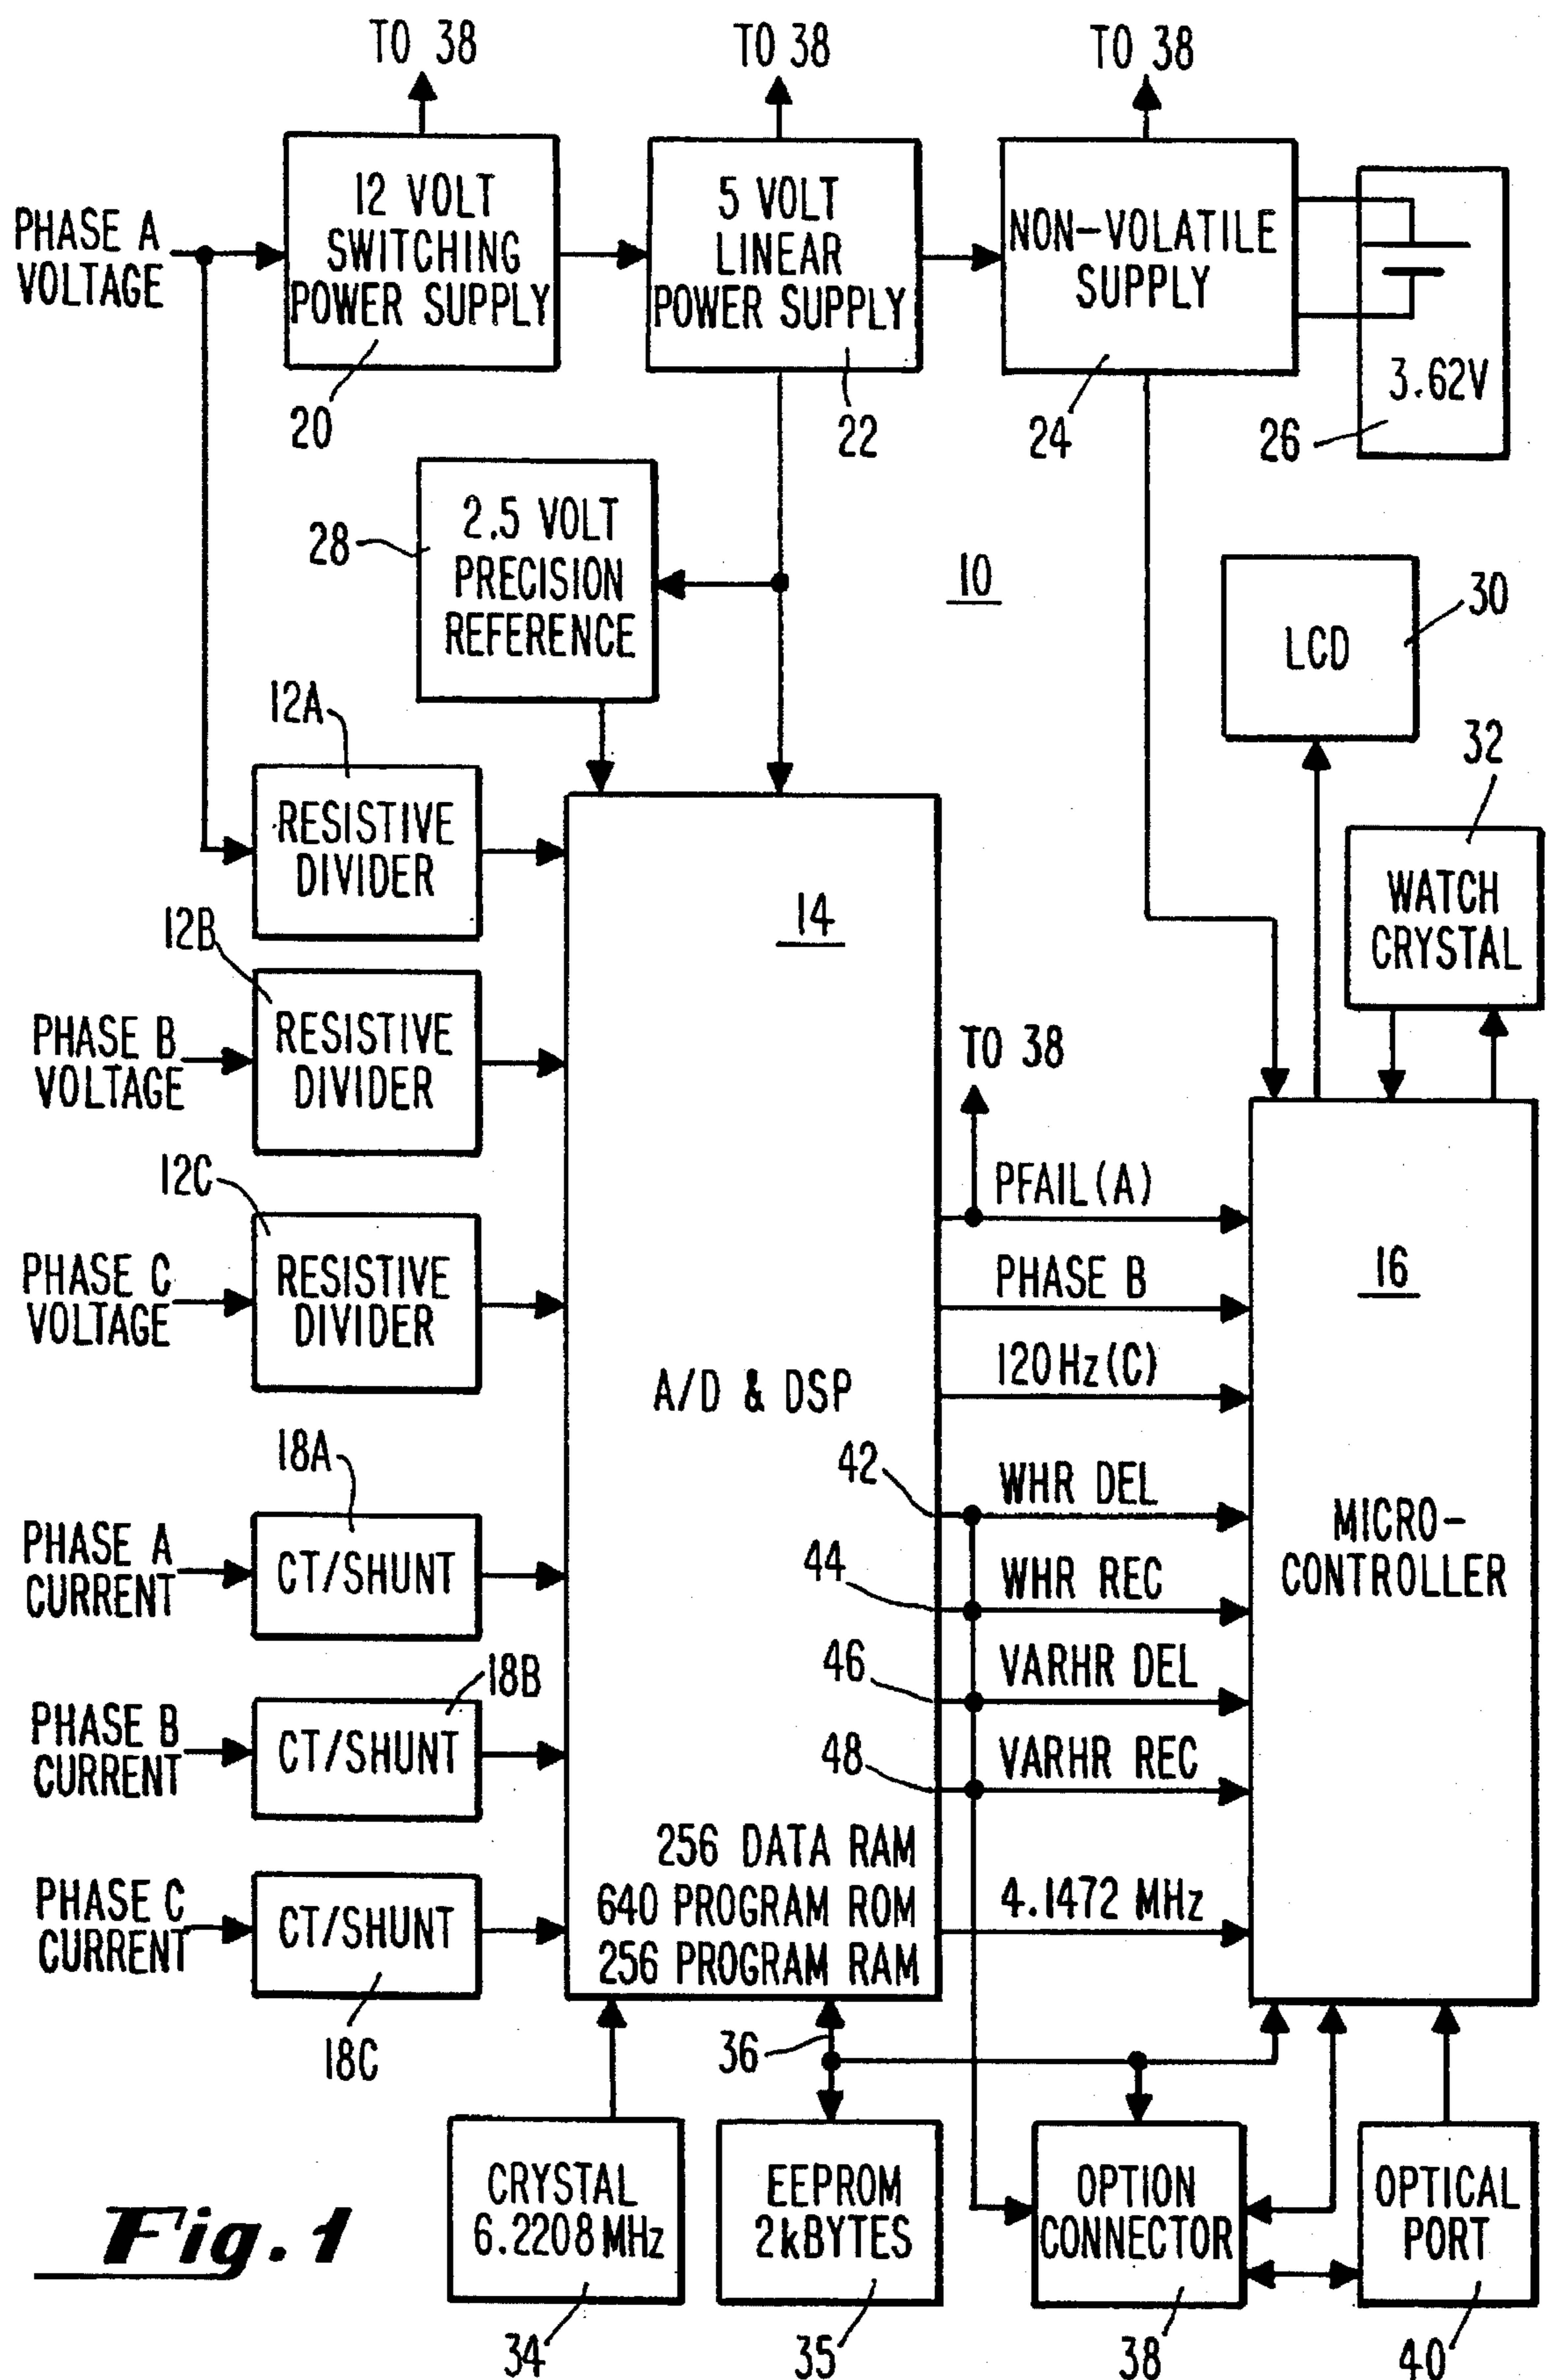 TO 38
TO 38
TO 38
PHASE A
VOLTAGE
12 VOLT
SWITCHING
POWER SUPPLY
5 VOLT
LINEAR
POWER SUPPLY
NON-VOLATILE
SUPPLY
3.62V
20
22
24
26
28
2.5 VOLT
PRECISION
REFERENCE
10
LCD
30
32
WATCH
CRYSTAL
12A
RESISTIVE
DIVIDER
14
12B
PHASE B
VOLTAGE
RESISTIVE
DIVIDER
TO 38
12C
PHASE C
VOLTAGE
RESISTIVE
DIVIDER
PFAIL(A)
PHASE B
120Hz(C)
16
A/D & DSP
42
WHR DEL
44
WHR REC
46
VARHR DEL
48
VARHR REC
4.1472 MHz
MICRO-
CONTROLLER
18A
PHASE A
CURRENT
CT/SHUNT
18B
PHASE B
CURRENT
CT/SHUNT
PHASE C
CURRENT
CT/SHUNT
18C
256 DATA RAM
640 PROGRAM ROM
256 PROGRAM RAM
36
CRYSTAL
6.2208MHz
EEPROM
2kBYTES
OPTION
CONNECTOR
OPTICAL
PORT
34
35
38
40
Fig.1